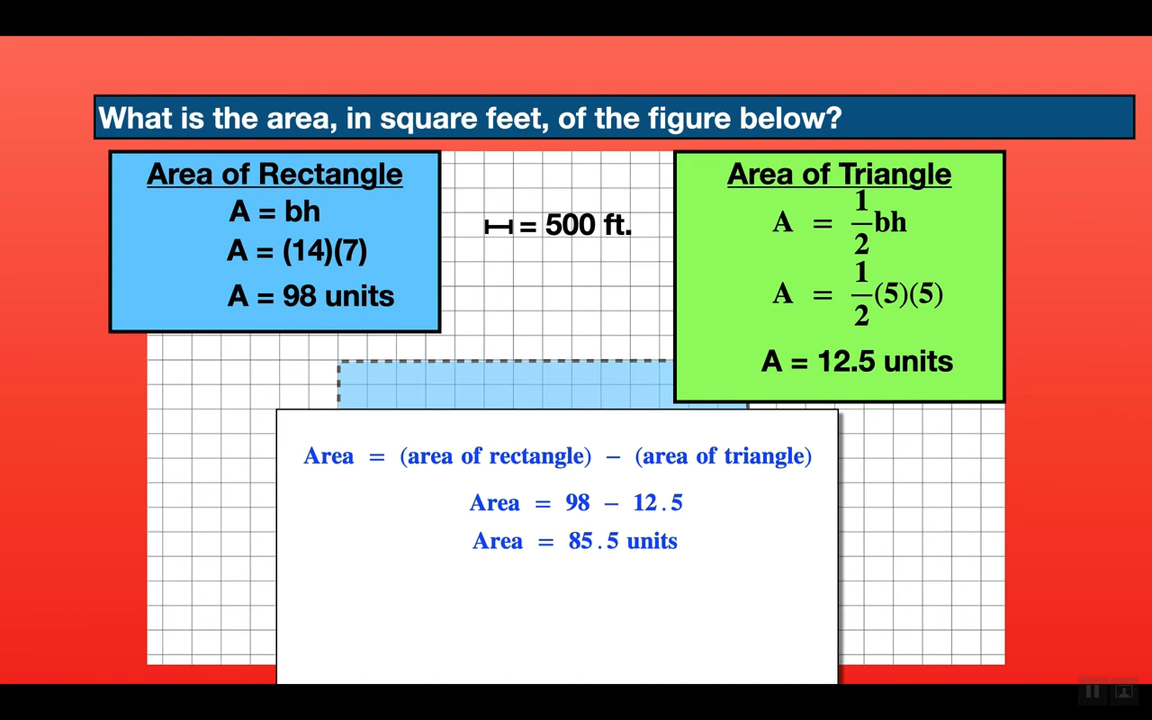 What is the area, in square feet, of the figure below?
Area of Rectangle
A = bh
A = (14)(7)
A = 98 units
= 500 ft.
Area of Triangle
A = 1/2 bh
A = 1/2 (5)(5)
A = 12.5 units
Area = (area of rectangle) − (area of triangle)
Area = 98 − 12.5
Area = 85.5 units